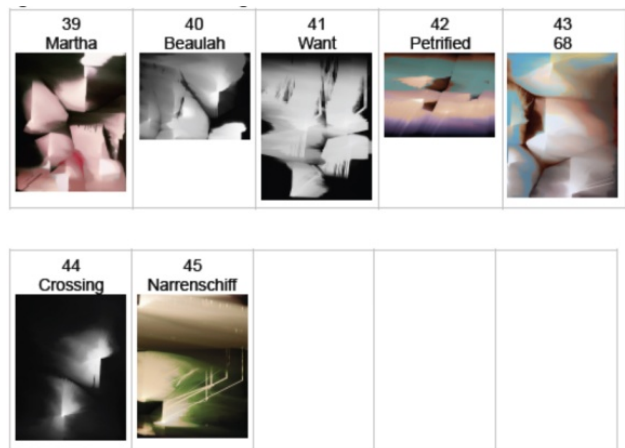 39
Martha
40
Beaulah
41
Want
42
Petrified
43
68
44
Crossing
45
Narrenschiff